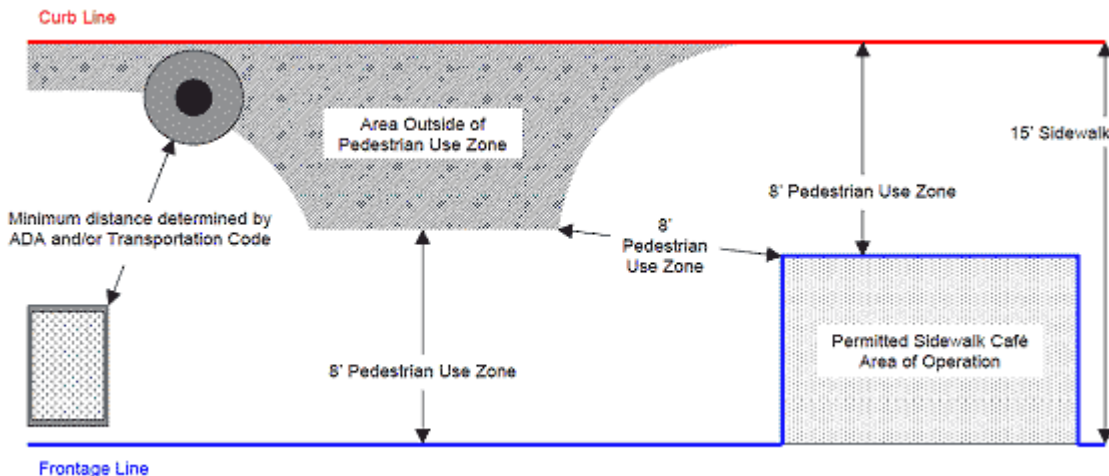 Curb Line
Area Outside of
Pedestrian Use Zone
15' Sidewalk
8' Pedestrian Use Zone
Minimum distance determined by
ADA and/or Transportation Code
8'
Pedestrian
Use Zone
Permitted Sidewalk Café
Area of Operation
8' Pedestrian Use Zone
Frontage Line